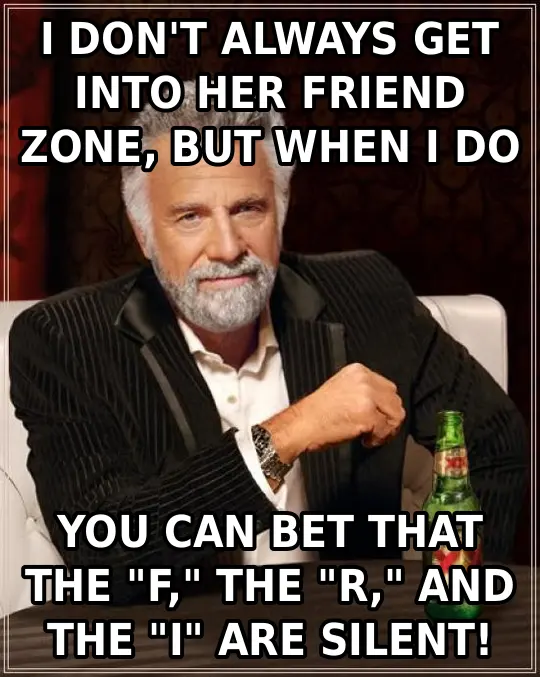 I DON'T ALWAYS GET
INTO HER FRIEND
ZONE, BUT WHEN I DO
XX
YOU CAN BET THAT
THE "F," THE "R," AND
THE "I" ARE SILENT!